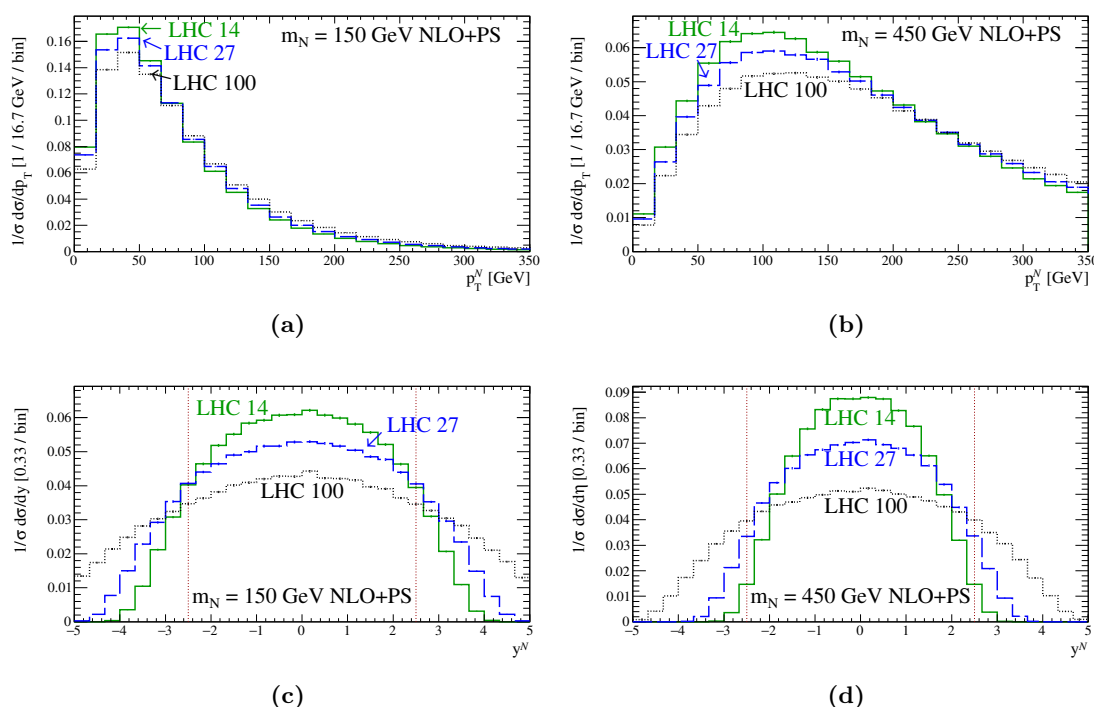 1/σ dσ/dp_T [1 / 16.7 GeV / bin]
0.16
0.14
0.12
0.1
0.08
0.06
0.04
0.02
0
LHC 14
LHC 27
LHC 100
m_N = 150 GeV NLO+PS
0 50 100 150 200 250 300 350
p_T^N [GeV]
(a)
1/σ dσ/dp_T [1 / 16.7 GeV / bin]
0.06
0.05
0.04
0.03
0.02
0.01
0
LHC 14
LHC 27
LHC 100
m_N = 450 GeV NLO+PS
0 50 100 150 200 250 300 350
p_T^N [GeV]
(b)
1/σ dσ/dy [0.33 / bin]
0.06
0.05
0.04
0.03
0.02
0.01
0
LHC 14
LHC 27
LHC 100
m_N = 150 GeV NLO+PS
−5 −4 −3 −2 −1 0 1 2 3 4 5
y^N
(c)
1/σ dσ/dη [0.33 / bin]
0.09
0.08
0.07
0.06
0.05
0.04
0.03
0.02
0.01
0
LHC 14
LHC 27
LHC 100
m_N = 450 GeV NLO+PS
−5 −4 −3 −2 −1 0 1 2 3 4 5
y^N
(d)